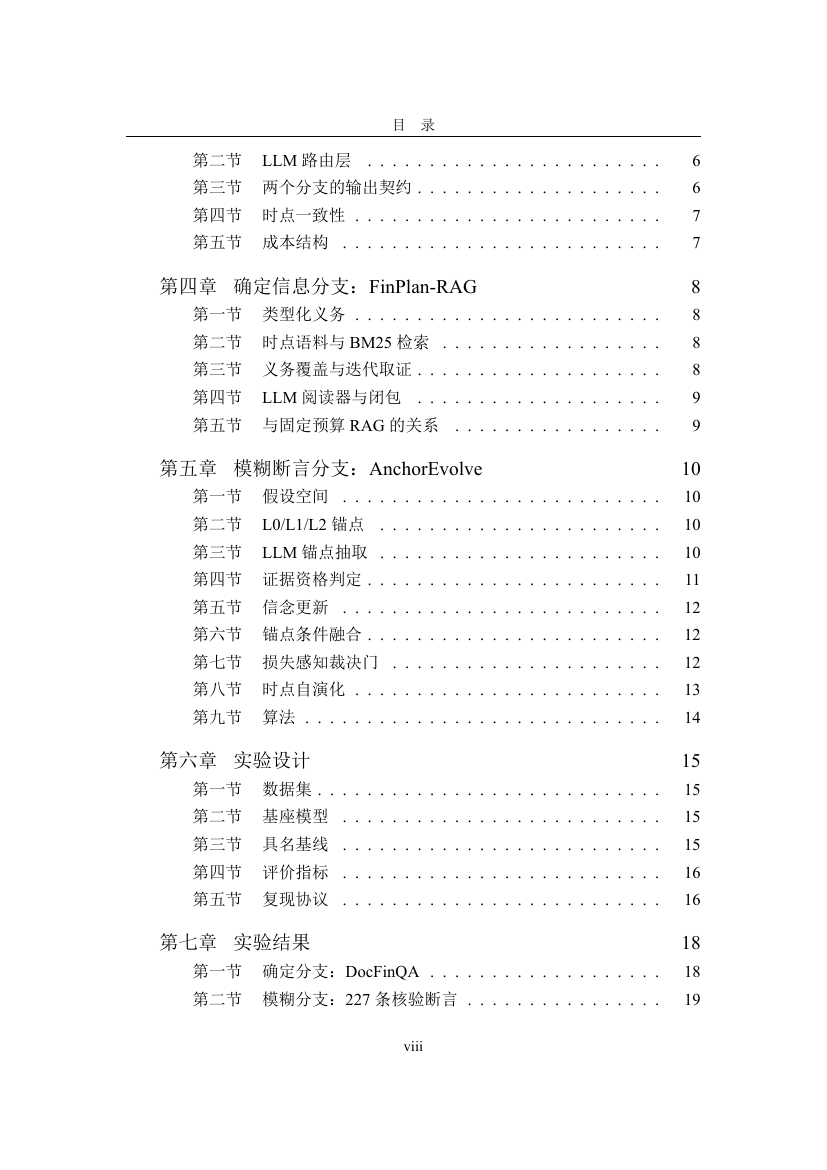 目 录
第二节 LLM 路由层 . . . . . . . . . . . . . . . . . . . . . . . . 6
第三节 两个分支的输出契约 . . . . . . . . . . . . . . . . . . . . 6
第四节 时点一致性 . . . . . . . . . . . . . . . . . . . . . . . . . 7
第五节 成本结构 . . . . . . . . . . . . . . . . . . . . . . . . . . 7
第四章 确定信息分支：FinPlan-RAG 8
第一节 类型化义务 . . . . . . . . . . . . . . . . . . . . . . . . . 8
第二节 时点语料与 BM25 检索 . . . . . . . . . . . . . . . . . . 8
第三节 义务覆盖与迭代取证 . . . . . . . . . . . . . . . . . . . . 8
第四节 LLM 阅读器与闭包 . . . . . . . . . . . . . . . . . . . . 9
第五节 与固定预算 RAG 的关系 . . . . . . . . . . . . . . . . . 9
第五章 模糊断言分支：AnchorEvolve 10
第一节 假设空间 . . . . . . . . . . . . . . . . . . . . . . . . . . 10
第二节 L0/L1/L2 锚点 . . . . . . . . . . . . . . . . . . . . . . . 10
第三节 LLM 锚点抽取 . . . . . . . . . . . . . . . . . . . . . . . 10
第四节 证据资格判定 . . . . . . . . . . . . . . . . . . . . . . . . 11
第五节 信念更新 . . . . . . . . . . . . . . . . . . . . . . . . . . 12
第六节 锚点条件融合 . . . . . . . . . . . . . . . . . . . . . . . . 12
第七节 损失感知裁决门 . . . . . . . . . . . . . . . . . . . . . . 12
第八节 时点自演化 . . . . . . . . . . . . . . . . . . . . . . . . . 13
第九节 算法 . . . . . . . . . . . . . . . . . . . . . . . . . . . . . 14
第六章 实验设计 15
第一节 数据集 . . . . . . . . . . . . . . . . . . . . . . . . . . . . 15
第二节 基座模型 . . . . . . . . . . . . . . . . . . . . . . . . . . 15
第三节 具名基线 . . . . . . . . . . . . . . . . . . . . . . . . . . 15
第四节 评价指标 . . . . . . . . . . . . . . . . . . . . . . . . . . 16
第五节 复现协议 . . . . . . . . . . . . . . . . . . . . . . . . . . 16
第七章 实验结果 18
第一节 确定分支：DocFinQA . . . . . . . . . . . . . . . . . . . 18
第二节 模糊分支：227 条核验断言 . . . . . . . . . . . . . . . . 19
viii